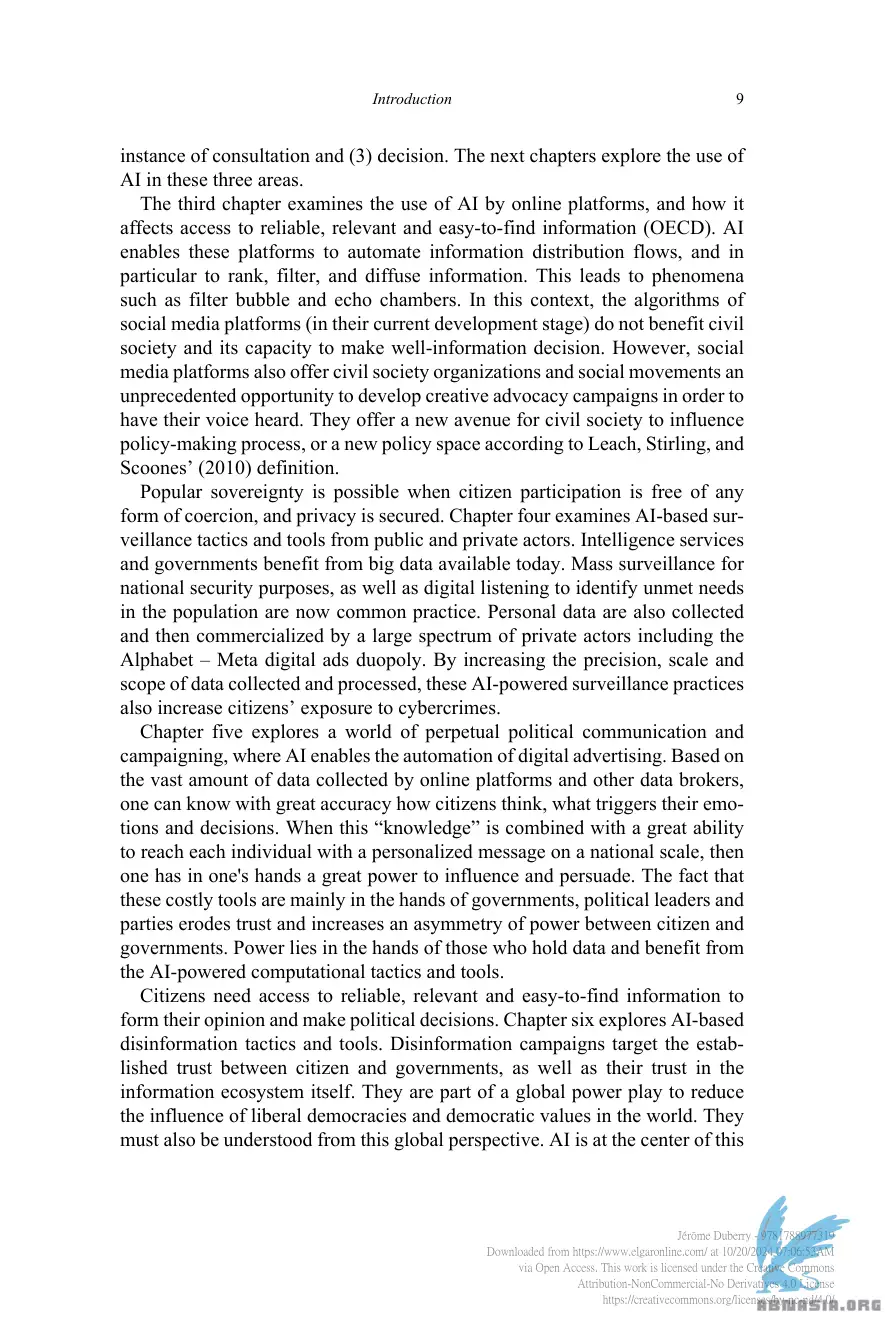 Introduction 9
instance of consultation and (3) decision. The next chapters explore the use of
AI in these three areas.
The third chapter examines the use of AI by online platforms, and how it
affects access to reliable, relevant and easy-to-find information (OECD). AI
enables these platforms to automate information distribution flows, and in
particular to rank, filter, and diffuse information. This leads to phenomena
such as filter bubble and echo chambers. In this context, the algorithms of
social media platforms (in their current development stage) do not benefit civil
society and its capacity to make well-information decision. However, social
media platforms also offer civil society organizations and social movements an
unprecedented opportunity to develop creative advocacy campaigns in order to
have their voice heard. They offer a new avenue for civil society to influence
policy-making process, or a new policy space according to Leach, Stirling, and
Scoones’ (2010) definition.
Popular sovereignty is possible when citizen participation is free of any
form of coercion, and privacy is secured. Chapter four examines AI-based sur-
veillance tactics and tools from public and private actors. Intelligence services
and governments benefit from big data available today. Mass surveillance for
national security purposes, as well as digital listening to identify unmet needs
in the population are now common practice. Personal data are also collected
and then commercialized by a large spectrum of private actors including the
Alphabet – Meta digital ads duopoly. By increasing the precision, scale and
scope of data collected and processed, these AI-powered surveillance practices
also increase citizens’ exposure to cybercrimes.
Chapter five explores a world of perpetual political communication and
campaigning, where AI enables the automation of digital advertising. Based on
the vast amount of data collected by online platforms and other data brokers,
one can know with great accuracy how citizens think, what triggers their emo-
tions and decisions. When this “knowledge” is combined with a great ability
to reach each individual with a personalized message on a national scale, then
one has in one's hands a great power to influence and persuade. The fact that
these costly tools are mainly in the hands of governments, political leaders and
parties erodes trust and increases an asymmetry of power between citizen and
governments. Power lies in the hands of those who hold data and benefit from
the AI-powered computational tactics and tools.
Citizens need access to reliable, relevant and easy-to-find information to
form their opinion and make political decisions. Chapter six explores AI-based
disinformation tactics and tools. Disinformation campaigns target the estab-
lished trust between citizen and governments, as well as their trust in the
information ecosystem itself. They are part of a global power play to reduce
the influence of liberal democracies and democratic values in the world. They
must also be understood from this global perspective. AI is at the center of this
Jérôme Duberry - 9781788977319
Downloaded from https://www.elgaronline.com/ at 10/20/2024 07:06:53AM
via Open Access. This work is licensed under the Creative Commons
Attribution-NonCommercial-No Derivatives 4.0 License
https://creativecommons.org/licenses/by-nc-nd/4.0/
ABTNASIA.ORG